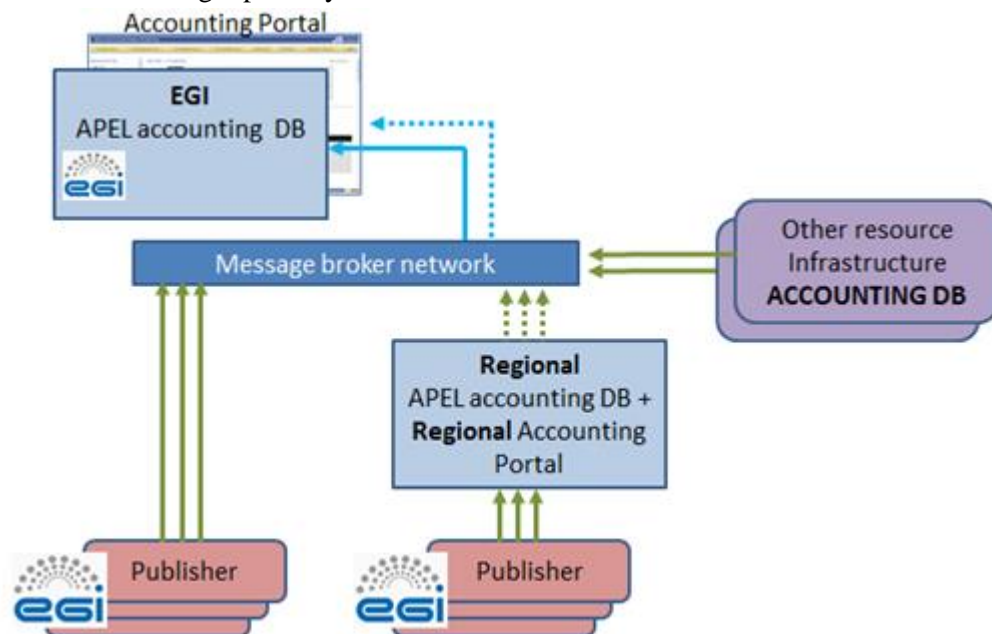 Accounting Portal
EGI
APEL accounting DB
egi
Message broker network
Other resource
Infrastructure
ACCOUNTING DB
Regional
APEL accounting DB +
Regional Accounting
Portal
egi
Publisher
egi
Publisher